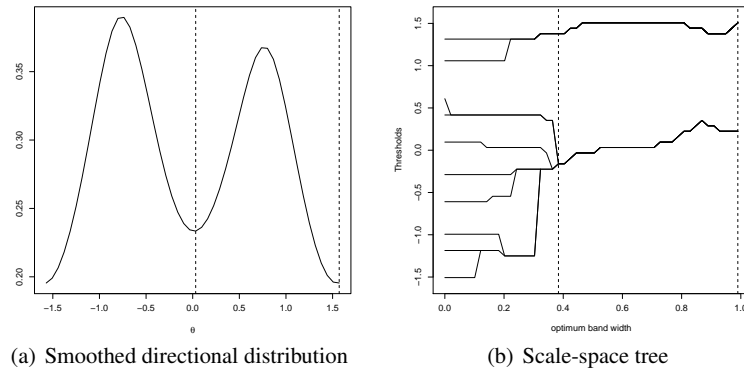 0.35
0.30
0.25
0.20
−1.5 −1.0 −0.5 0.0 0.5 1.0 1.5
θ
(a) Smoothed directional distribution
Thresholds
1.5
1.0
0.5
0.0
−0.5
−1.0
−1.5
0.0 0.2 0.4 0.6 0.8 1.0
optimum band width
(b) Scale-space tree